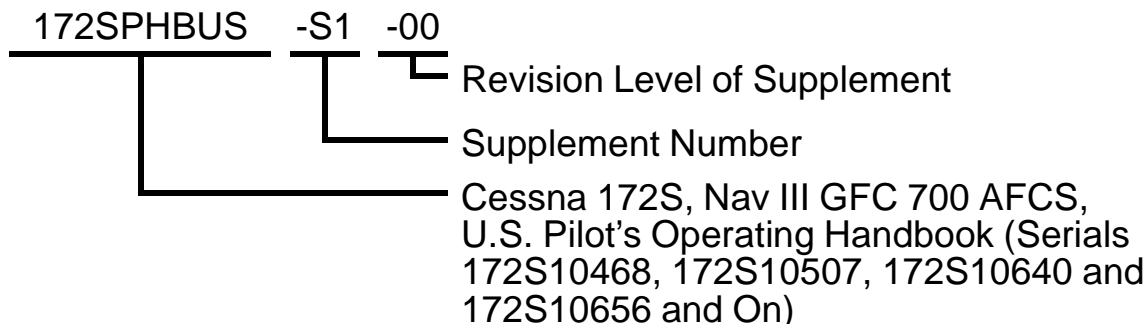 172SPHBUS -S1 -00
Revision Level of Supplement
Supplement Number
Cessna 172S, Nav III GFC 700 AFCS,
U.S. Pilot's Operating Handbook (Serials
172S10468, 172S10507, 172S10640 and
172S10656 and On)